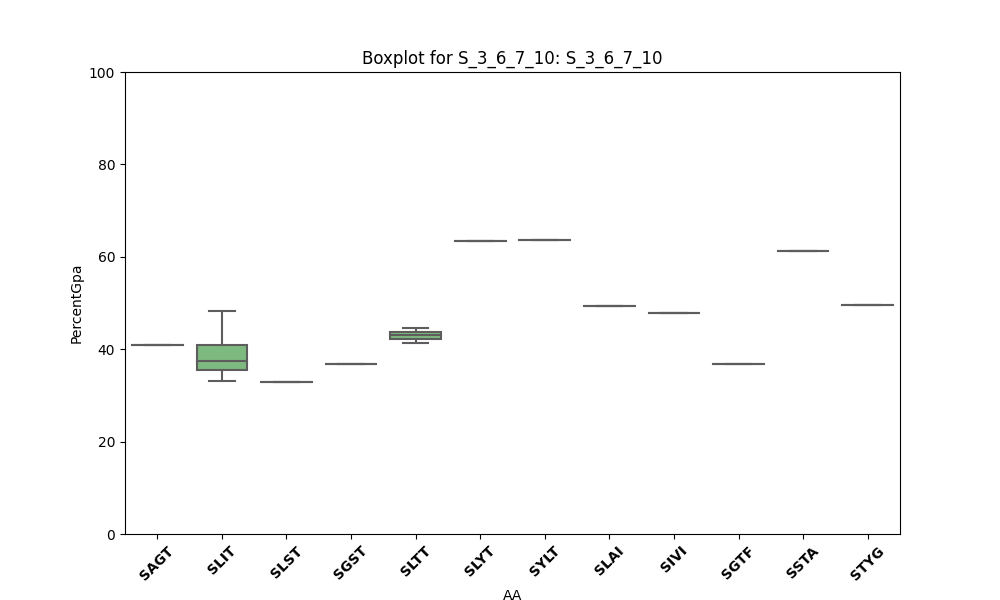 Boxplot for S_3_6_7_10: S_3_6_7_10
100
80
60
40
20
0
PercentGpa
SAGT
SLIT
SLST
SGST
SLTT
SLYT
SYLT
SLAI
SIVI
SGTF
SSTA
STYG
AA